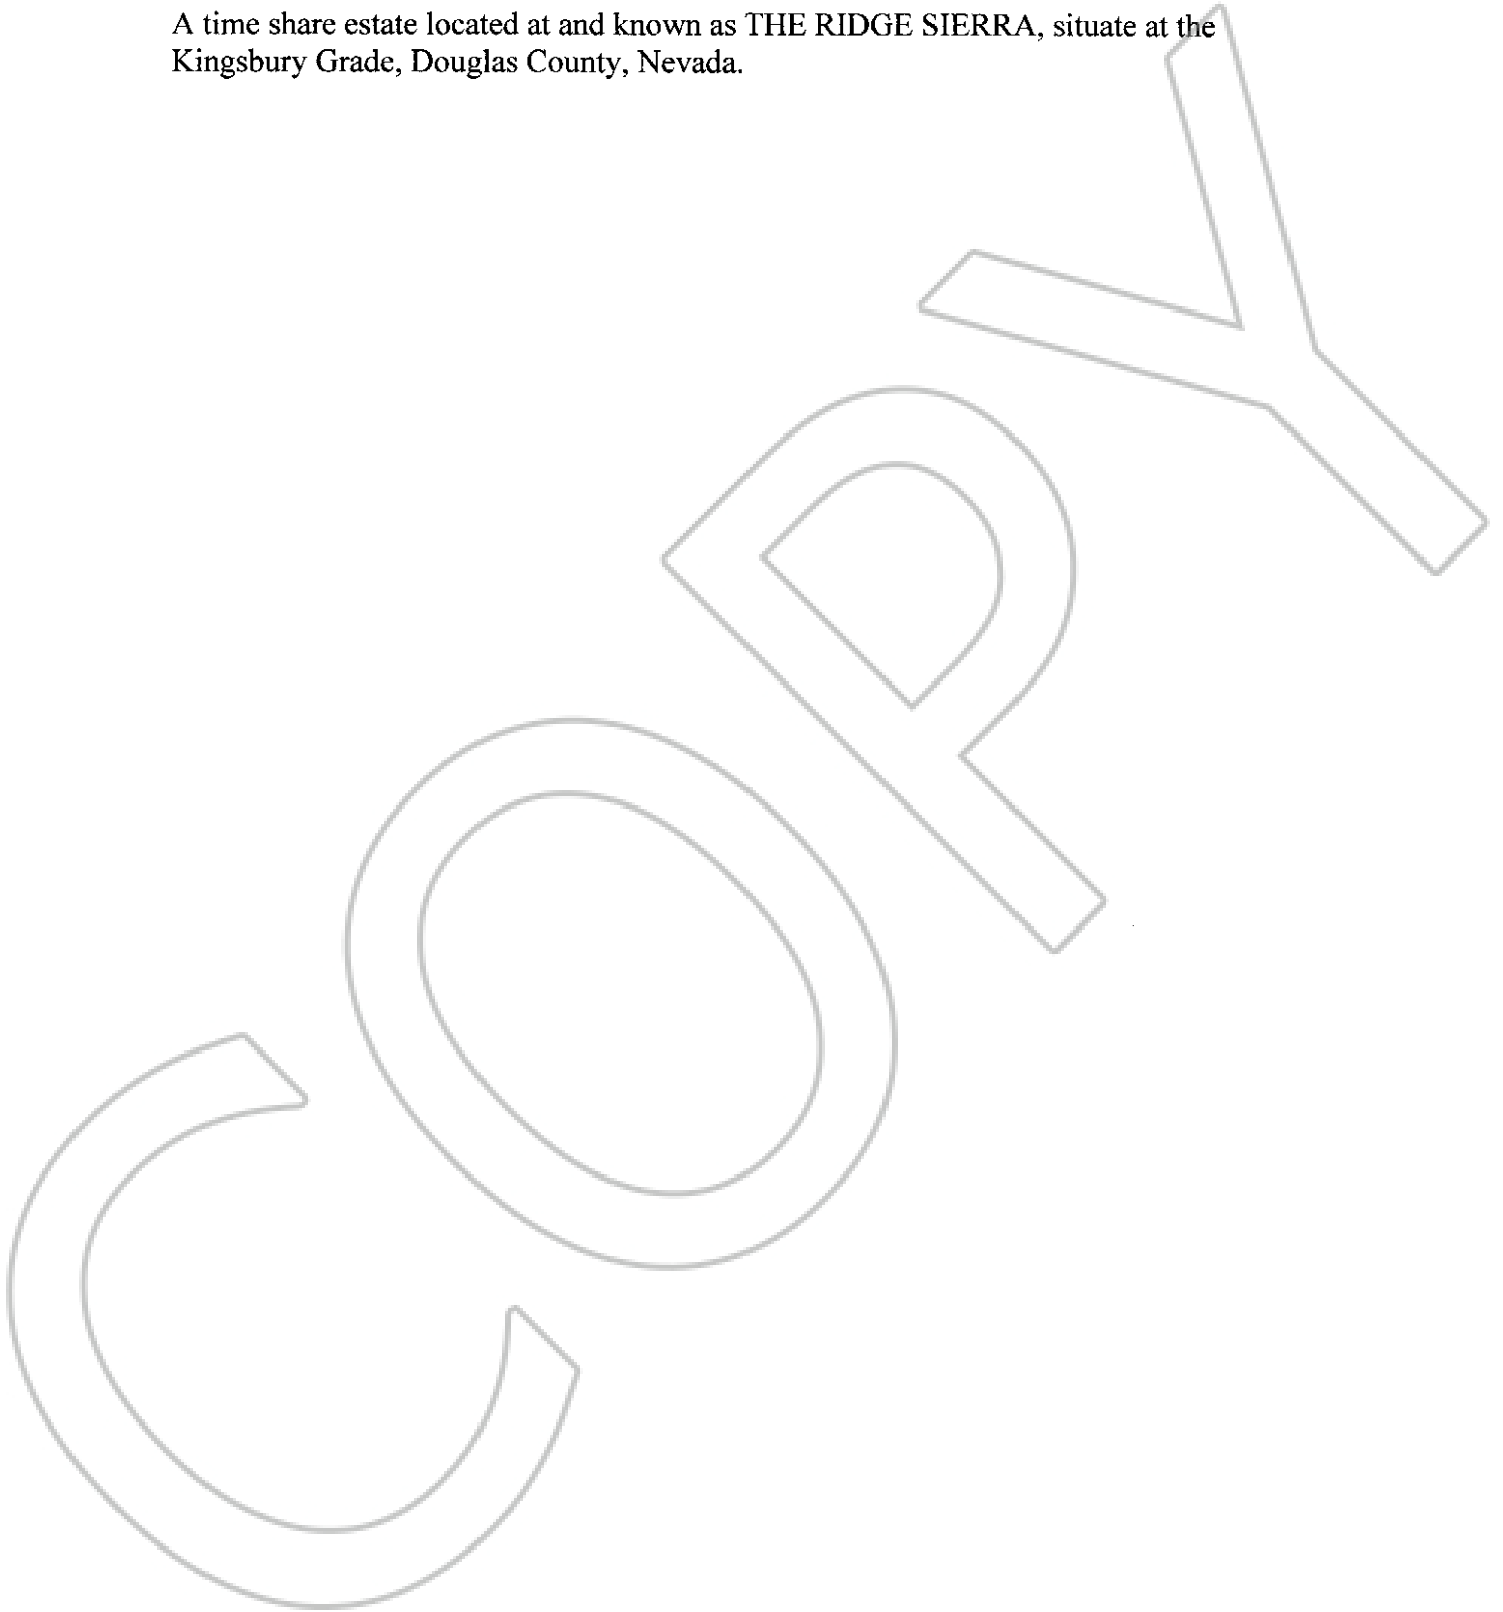 A time share estate located at and known as THE RIDGE SIERRA, situate at the
Kingsbury Grade, Douglas County, Nevada.
COPY